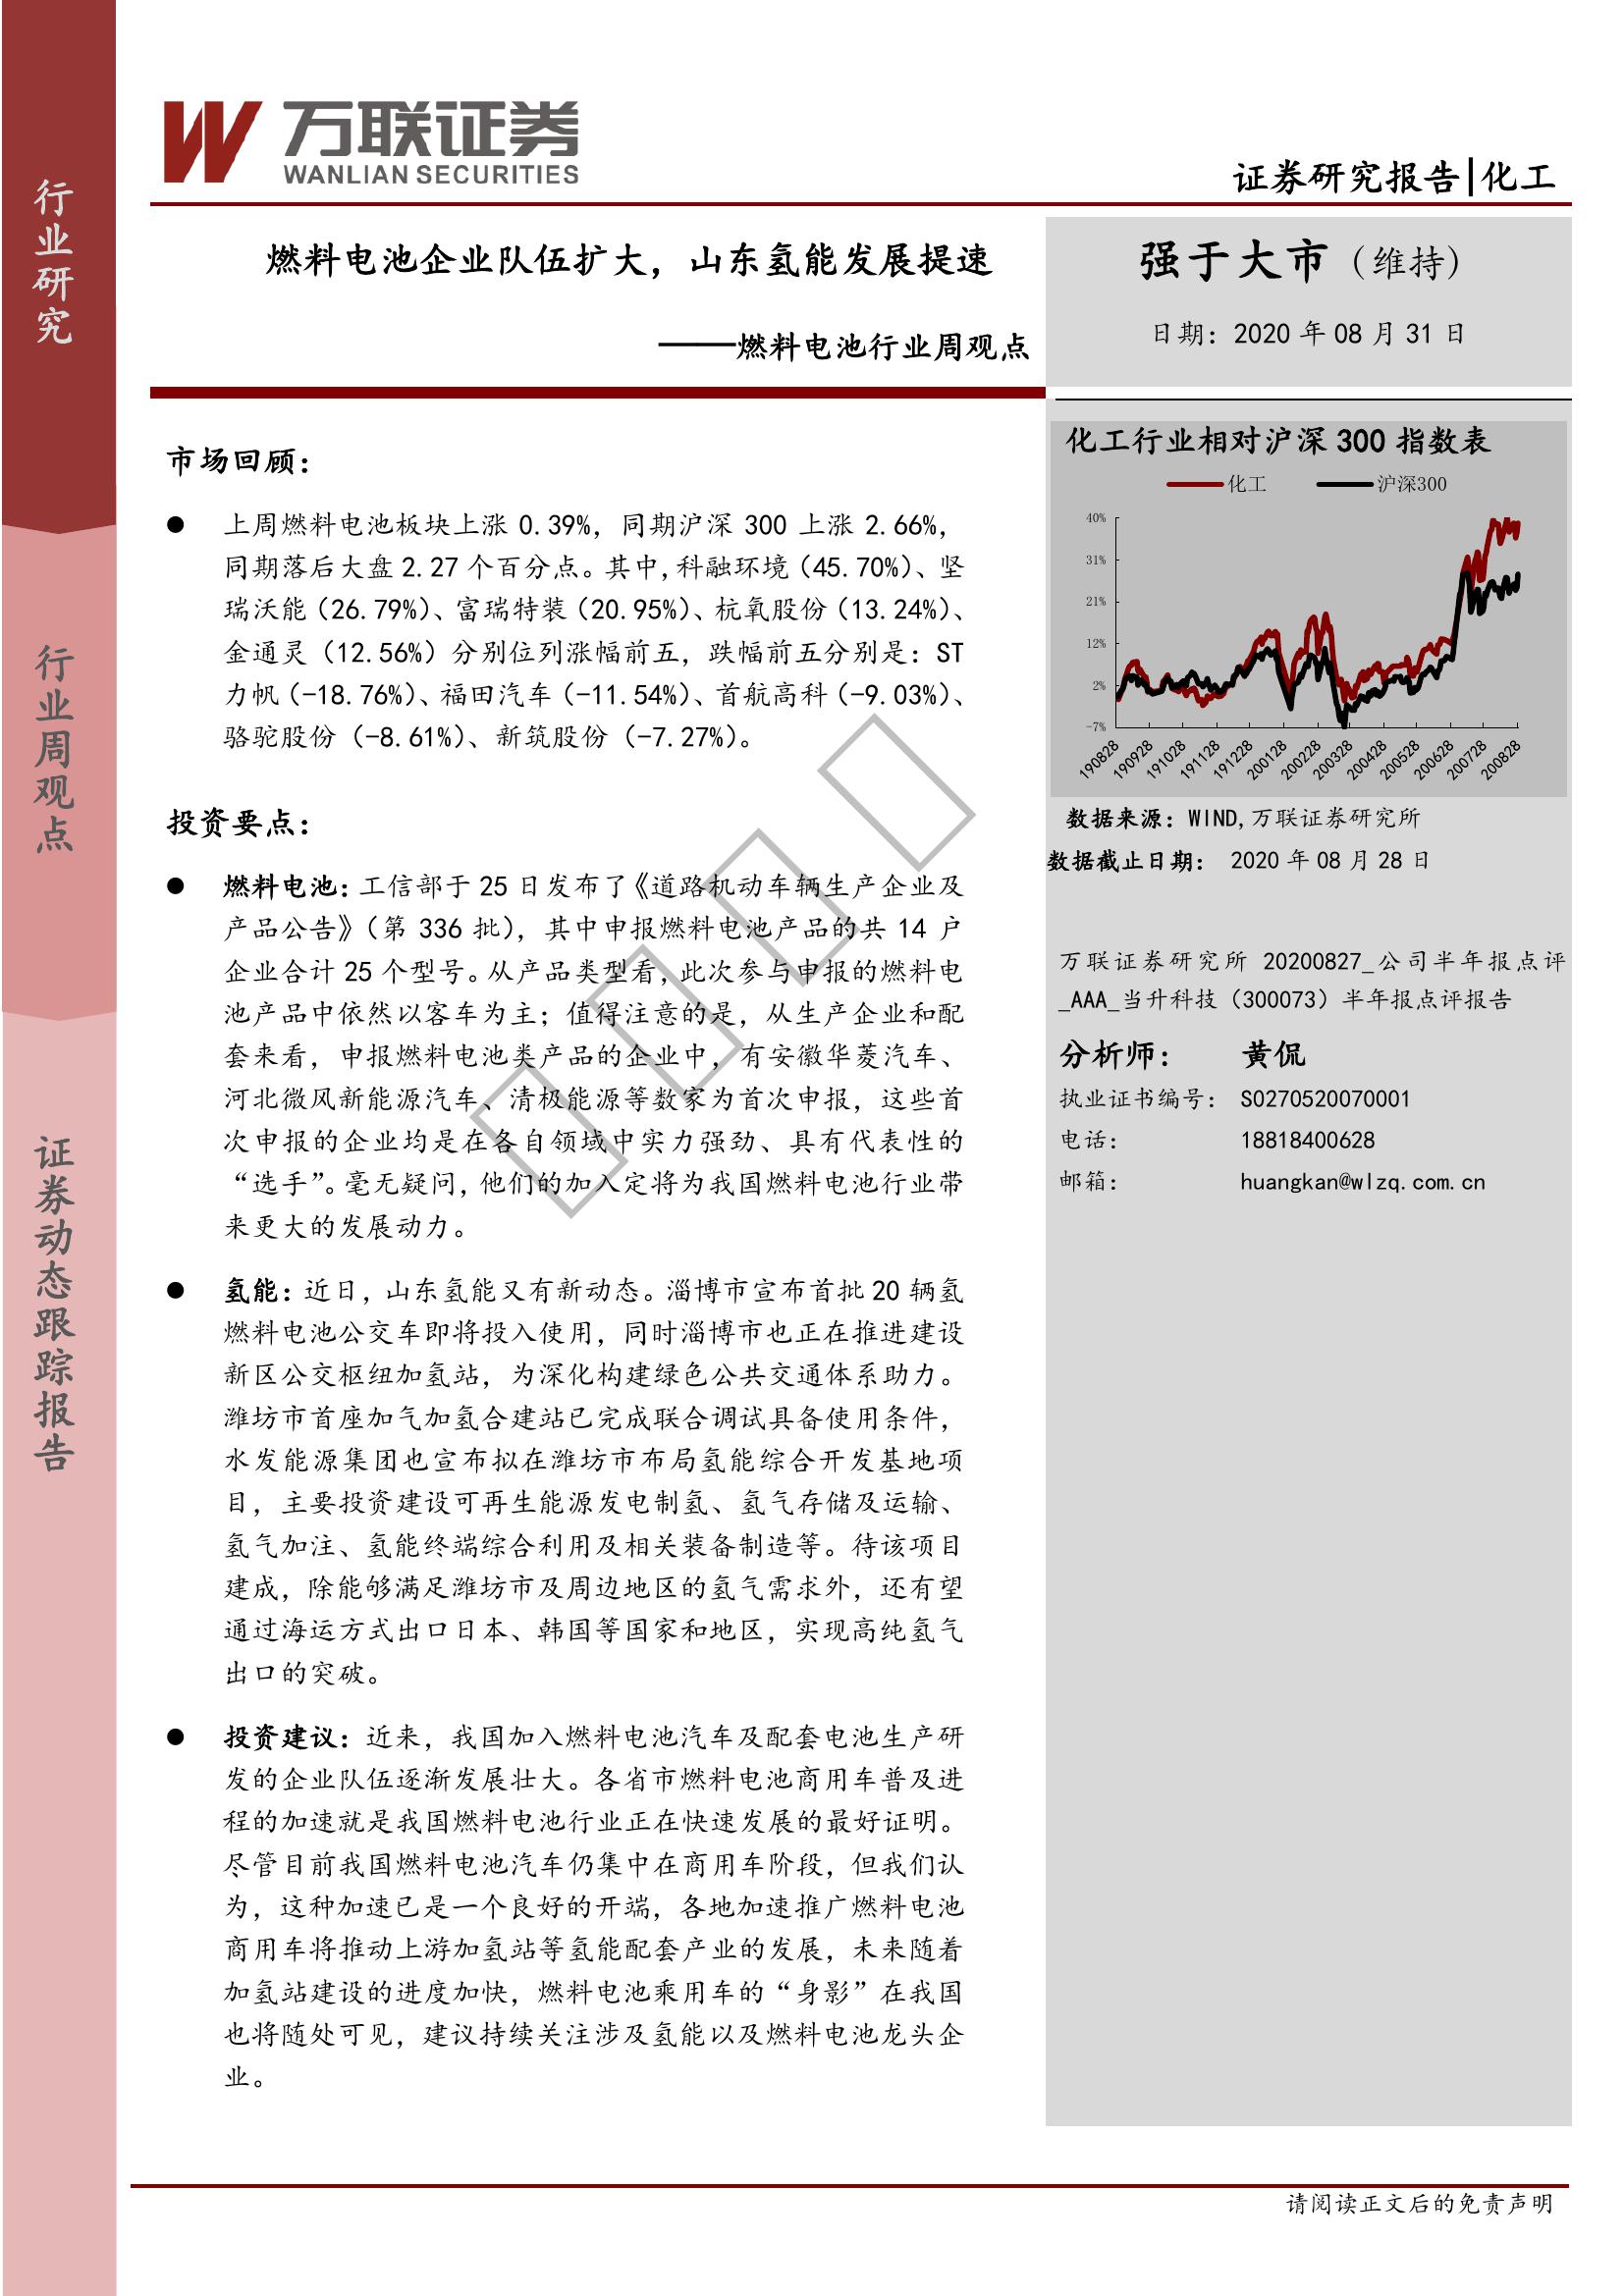 行业研究
行业周观点
证券动态跟踪报告
万联证券
WANLIAN SECURITIES
证券研究报告|化工
燃料电池企业队伍扩大，山东氢能发展提速
——燃料电池行业周观点
强于大市（维持）
日期：2020 年 08 月 31 日
市场回顾：
● 上周燃料电池板块上涨 0.39%，同期沪深 300 上涨 2.66%，
同期落后大盘 2.27 个百分点。其中，科融环境（45.70%）、坚
瑞沃能（26.79%）、富瑞特装（20.95%）、杭氧股份（13.24%）、
金通灵（12.56%）分别位列涨幅前五，跌幅前五分别是：ST
力帆（-18.76%）、福田汽车（-11.54%）、首航高科（-9.03%）、
骆驼股份（-8.61%）、新筑股份（-7.27%）。
投资要点：
● 燃料电池：工信部于 25 日发布了《道路机动车辆生产企业及
产品公告》（第 336 批），其中申报燃料电池产品的共 14 户
企业合计 25 个型号。从产品类型看，此次参与申报的燃料电
池产品中依然以客车为主；值得注意的是，从生产企业和配
套来看，申报燃料电池类产品的企业中，有安徽华菱汽车、
河北微风新能源汽车、清极能源等数家为首次申报，这些首
次申报的企业均是在各自领域中实力强劲、具有代表性的
“选手”。毫无疑问，他们的加入定将为我国燃料电池行业带
来更大的发展动力。
● 氢能：近日，山东氢能又有新动态。淄博市宣布首批 20 辆氢
燃料电池公交车即将投入使用，同时淄博市也正在推进建设
新区公交枢纽加氢站，为深化构建绿色公共交通体系助力。
潍坊市首座加气加氢合建站已完成联合调试具备使用条件，
水发能源集团也宣布拟在潍坊市布局氢能综合开发基地项
目，主要投资建设可再生能源发电制氢、氢气存储及运输、
氢气加注、氢能终端综合利用及相关装备制造等。待该项目
建成，除能够满足潍坊市及周边地区的氢气需求外，还有望
通过海运方式出口日本、韩国等国家和地区，实现高纯氢气
出口的突破。
● 投资建议：近来，我国加入燃料电池汽车及配套电池生产研
发的企业队伍逐渐发展壮大。各省市燃料电池商用车普及进
程的加速就是我国燃料电池行业正在快速发展的最好证明。
尽管目前我国燃料电池汽车仍集中在商用车阶段，但我们认
为，这种加速已是一个良好的开端，各地加速推广燃料电池
商用车将推动上游加氢站等氢能配套产业的发展，未来随着
加氢站建设的进度加快，燃料电池乘用车的“身影”在我国
也将随处可见，建议持续关注涉及氢能以及燃料电池龙头企
业。
化工行业相对沪深 300 指数表
化工 沪深300
40%
31%
21%
12%
2%
-7%
190828 190928 191028 191128 191228 200128 200228 200328 200428 200528 200628 200728 200828
数据来源：WIND,万联证券研究所
数据截止日期： 2020 年 08 月 28 日
万联证券研究所 20200827_公司半年报点评
_AAA_当升科技（300073）半年报点评报告
分析师： 黄侃
执业证书编号： S0270520070001
电话： 18818400628
邮箱： huangkan@wlzq.com.cn
请阅读正文后的免责声明